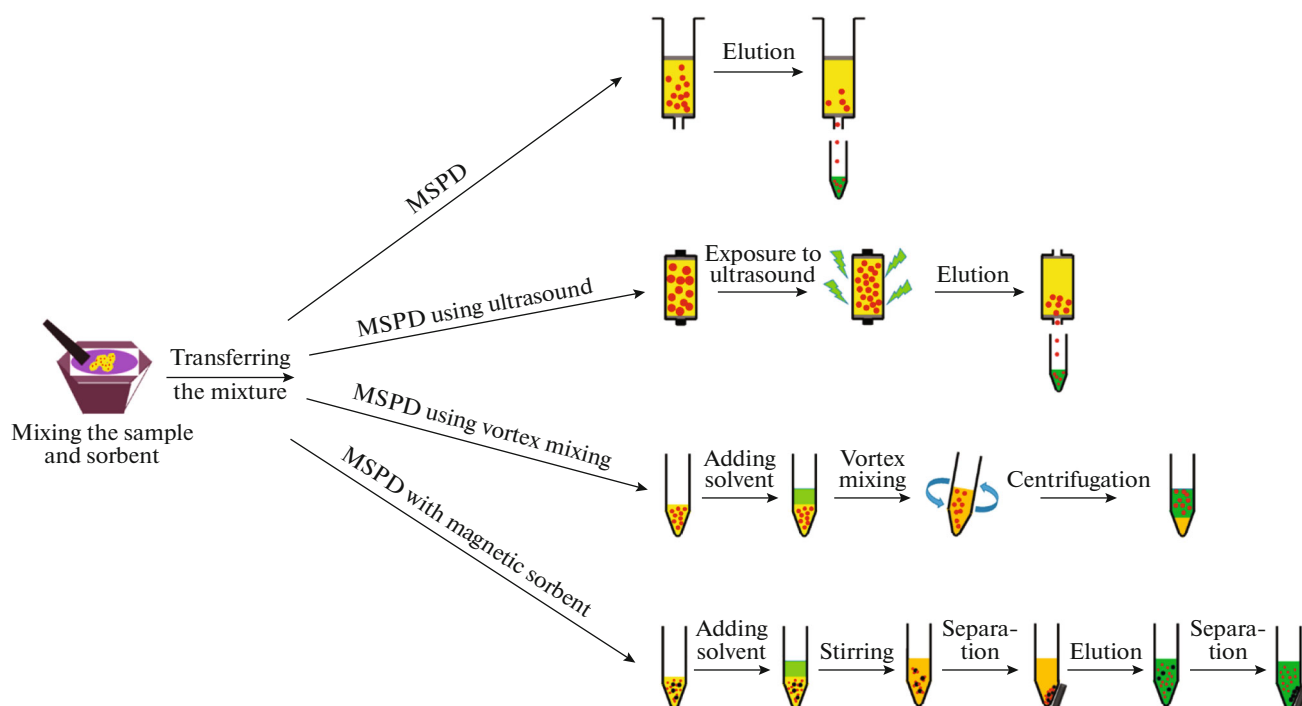 Elution
MSPD
Exposure to
ultrasound
Elution
MSPD using ultrasound
Transferring
the mixture
Mixing the sample
and sorbent
MSPD using vortex mixing
Adding
solvent
Vortex
mixing
Centrifugation
MSPD with magnetic sorbent
Adding
solvent
Stirring
Separa-
tion
Elution
Separa-
tion